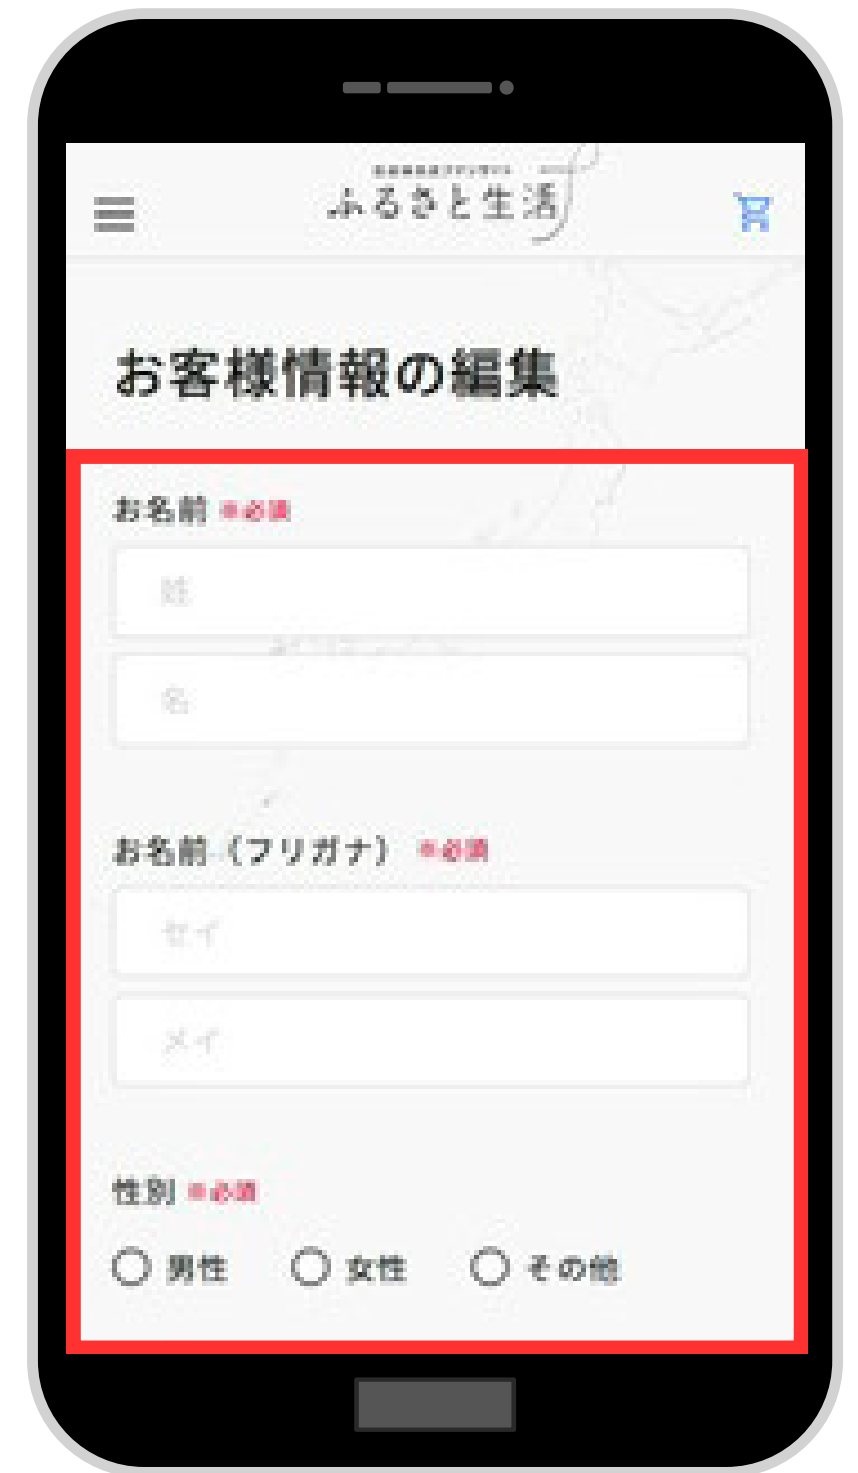 ふるさと生活
お客様情報の編集
お名前 ※必須
姓
名
お名前（フリガナ） ※必須
セイ
メイ
性別 ※必須
男性 女性 その他